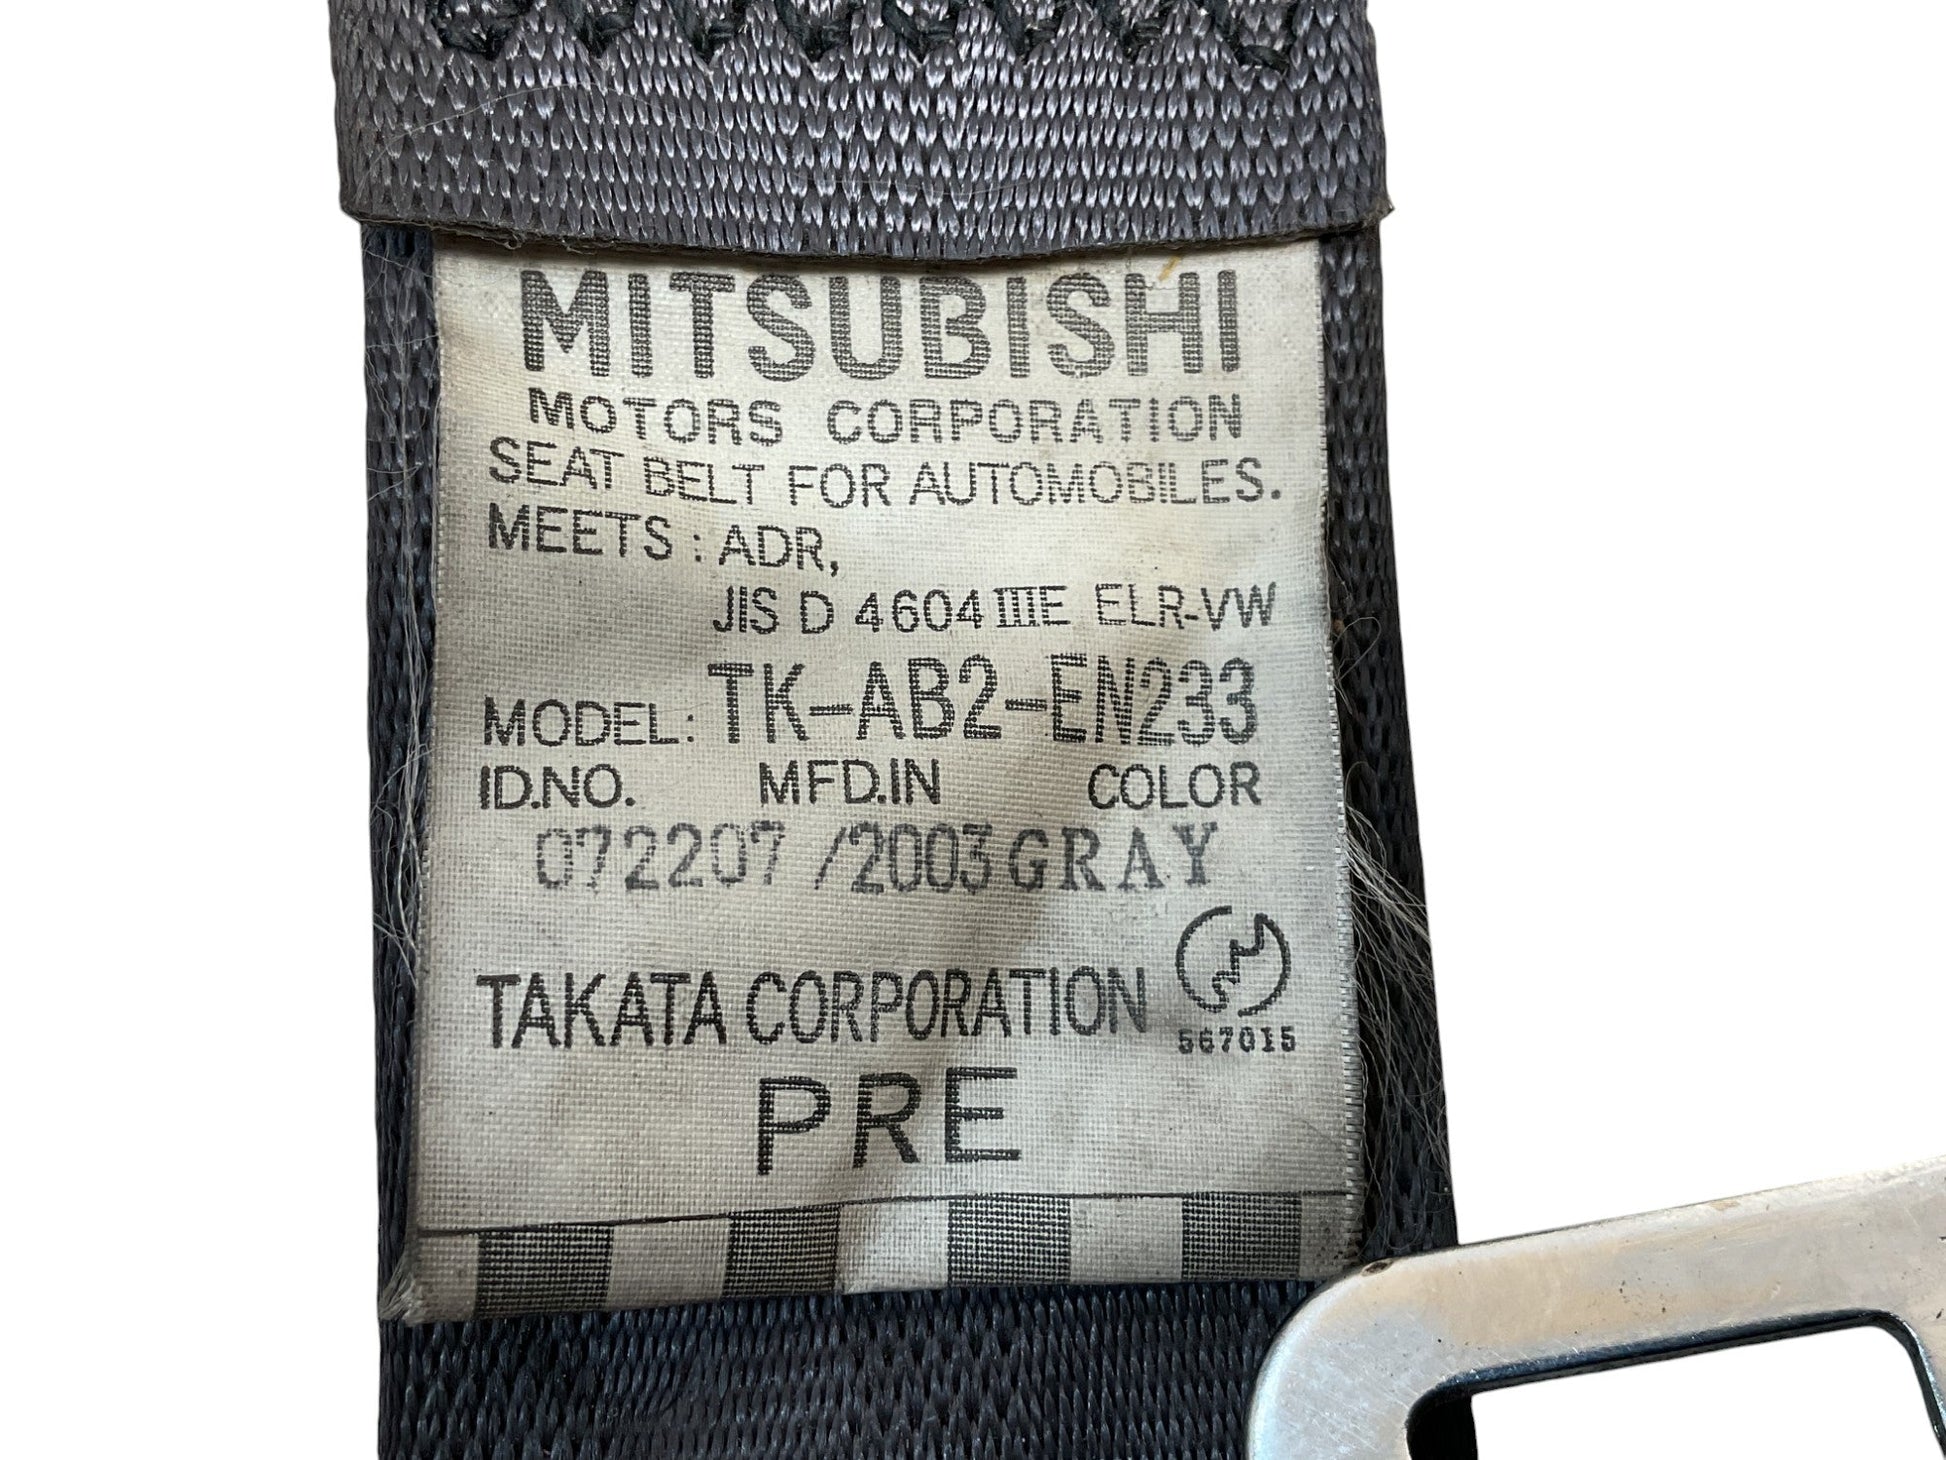 MITSUBISHI
MOTORS CORPORATION
SEAT BELT FOR AUTOMOBILES.
MEETS : ADR,
JIS D 4604 IIIE ELR-VW
MODEL: TK-AB2-EN233
ID.NO. MFD.IN COLOR
072207 /2003 GRAY
TAKATA CORPORATION
567015
PRE